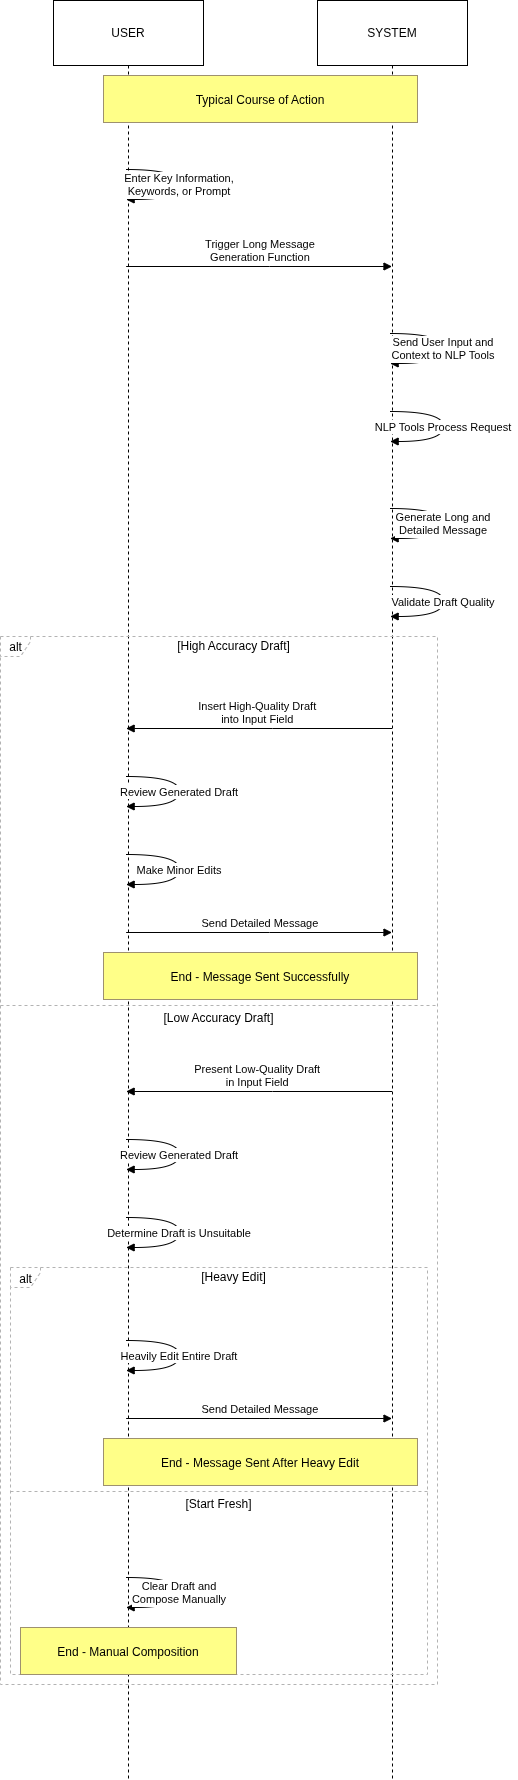 USER
SYSTEM
Typical Course of Action
Enter Key Information,
Keywords, or Prompt
Trigger Long Message
Generation Function
Send User Input and
Context to NLP Tools
NLP Tools Process Request
Generate Long and
Detailed Message
Validate Draft Quality
alt
[High Accuracy Draft]
Insert High-Quality Draft
into Input Field
Review Generated Draft
Make Minor Edits
Send Detailed Message
End - Message Sent Successfully
[Low Accuracy Draft]
Present Low-Quality Draft
in Input Field
Review Generated Draft
Determine Draft is Unsuitable
alt
[Heavy Edit]
Heavily Edit Entire Draft
Send Detailed Message
End - Message Sent After Heavy Edit
[Start Fresh]
Clear Draft and
Compose Manually
End - Manual Composition